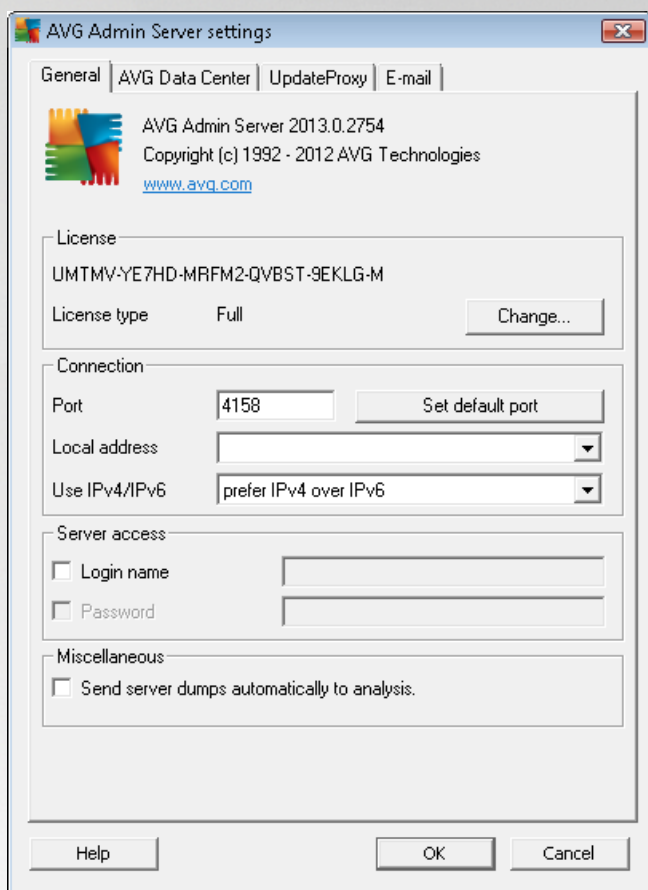 AVG Admin Server settings
General AVG Data Center UpdateProxy E-mail
AVG Admin Server 2013.0.2754
Copyright (c) 1992 - 2012 AVG Technologies
www.avg.com
License
UMTMV-YE7HD-MRFM2-QVBST-9EKLG-M
License type Full Change...
Connection
Port 4158 Set default port
Local address
Use IPv4/IPv6 prefer IPv4 over IPv6
Server access
Login name
Password
Miscellaneous
Send server dumps automatically to analysis.
Help OK Cancel